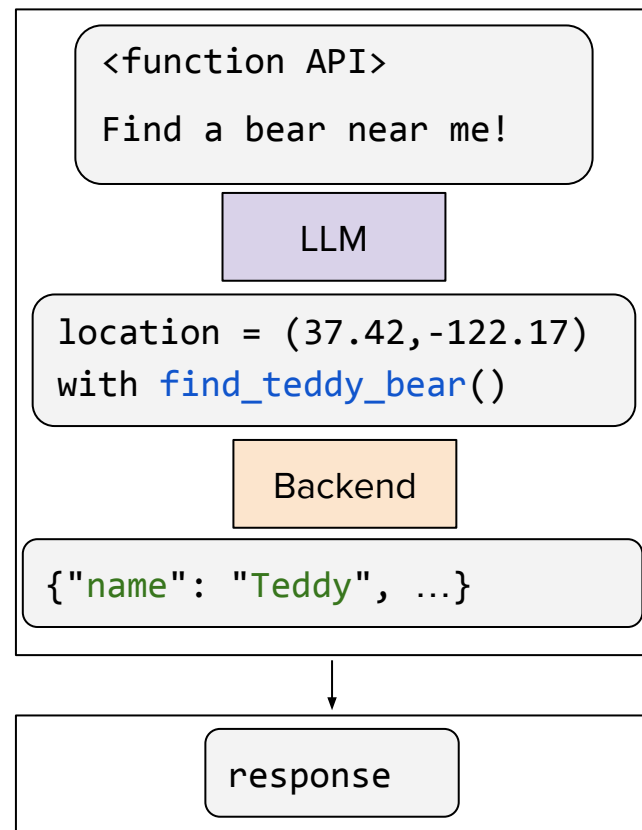 <function API>
Find a bear near me!
LLM
location = (37.42,-122.17)
with find_teddy_bear()
Backend
{"name": "Teddy", …}
response